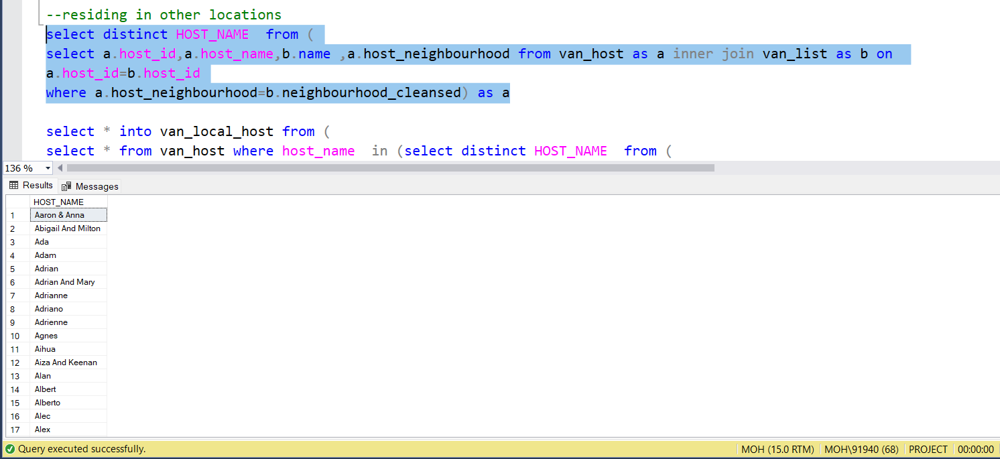 --residing in other locations
select distinct HOST_NAME  from (
select a.host_id,a.host_name,b.name ,a.host_neighbourhood from van_host as a inner join van_list as b on
a.host_id=b.host_id
where a.host_neighbourhood=b.neighbourhood_cleansed) as a
select * into van_local_host from (
select * from van_host where host_name  in (select distinct HOST_NAME  from (
136 %
Results Messages
HOST_NAME
1 Aaron & Anna
2 Abigail And Milton
3 Ada
4 Adam
5 Adrian
6 Adrian And Mary
7 Adrianne
8 Adriano
9 Adrienne
10 Agnes
11 Aihua
12 Aiza And Keenan
13 Alan
14 Albert
15 Alberto
16 Alec
17 Alex
Query executed successfully. MOH (15.0 RTM) MOH\91940 (68) PROJECT 00:00:00